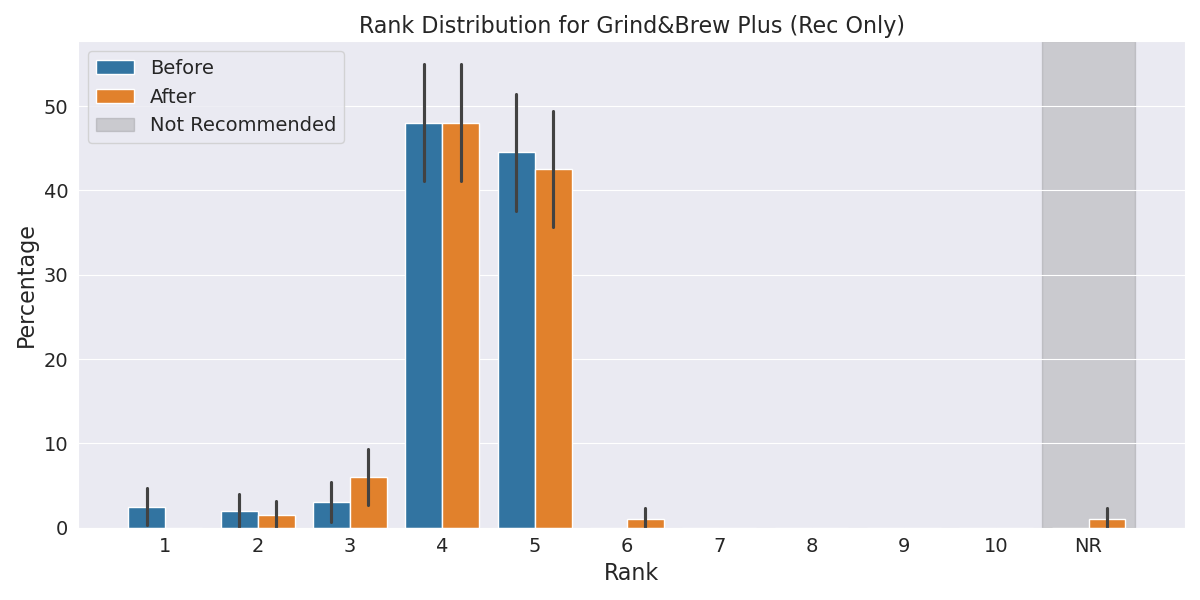 Rank Distribution for Grind&Brew Plus (Rec Only)
Before
After
Not Recommended
Percentage
50
40
30
20
10
0
1 2 3 4 5 6 7 8 9 10 NR
Rank